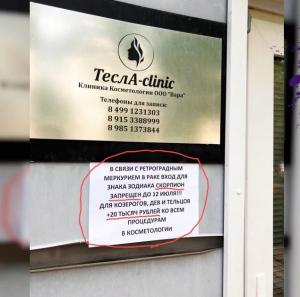 ТеслА-clinic
Клиника Косметологии ООО "Вара"
Телефоны для записи:
8 499 1231303
8 915 3388999
8 985 1373844
В СВЯЗИ С РЕТРОГРАДНЫМ
МЕРКУРИЕМ В РАКЕ ВХОД ДЛЯ
ЗНАКА ЗОДИАКА СКОРПИОН
ЗАПРЕЩЕН ДО 12 ИЮЛЯ!!!
ДЛЯ КОЗЕРОГОВ, ДЕВ И ТЕЛЬЦОВ
+20 ТЫСЯЧ РУБЛЕЙ КО ВСЕМ
ПРОЦЕДУРАМ
В КОСМЕТОЛОГИИ